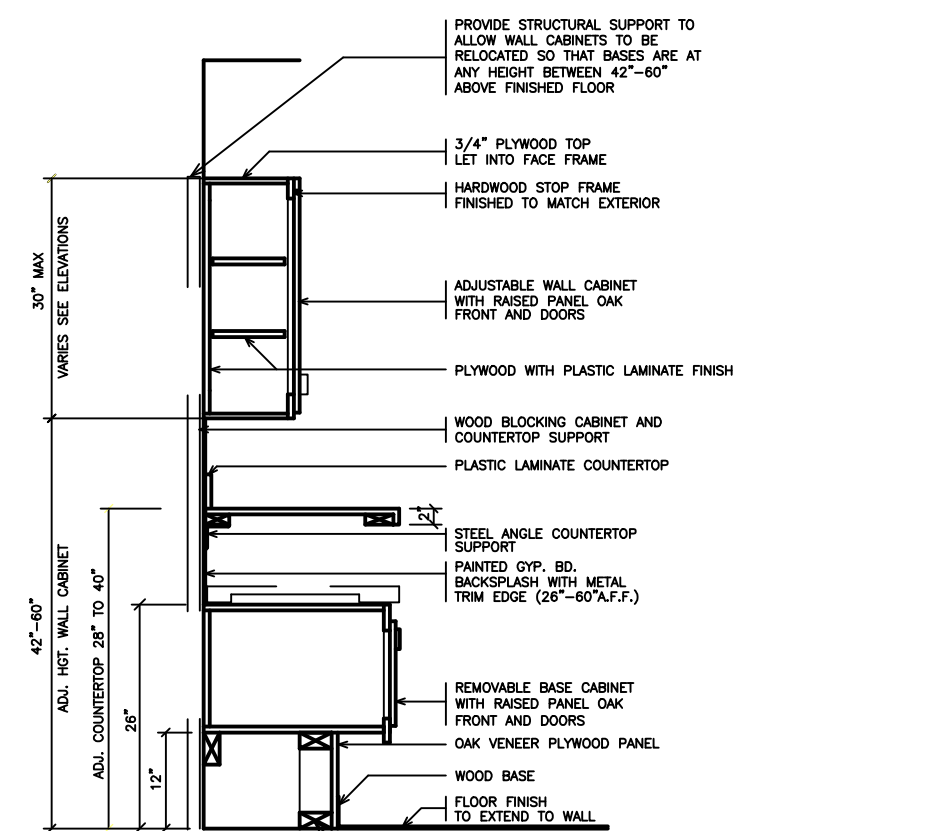 PROVIDE STRUCTURAL SUPPORT TO
ALLOW WALL CABINETS TO BE
RELOCATED SO THAT BASES ARE AT
ANY HEIGHT BETWEEN 42"-60"
ABOVE FINISHED FLOOR
3/4" PLYWOOD TOP
LET INTO FACE FRAME
HARDWOOD STOP FRAME
FINISHED TO MATCH EXTERIOR
30" MAX
VARIES SEE ELEVATIONS
ADJUSTABLE WALL CABINET
WITH RAISED PANEL OAK
FRONT AND DOORS
PLYWOOD WITH PLASTIC LAMINATE FINISH
WOOD BLOCKING CABINET AND
COUNTERTOP SUPPORT
PLASTIC LAMINATE COUNTERTOP
2"
STEEL ANGLE COUNTERTOP
SUPPORT
PAINTED GYP. BD.
BACKSPLASH WITH METAL
TRIM EDGE (26"-60"A.F.F.)
42"-60"
ADJ. HGT. WALL CABINET
ADJ. COUNTERTOP 28" TO 40"
26"
12"
REMOVABLE BASE CABINET
WITH RAISED PANEL OAK
FRONT AND DOORS
OAK VENEER PLYWOOD PANEL
WOOD BASE
FLOOR FINISH
TO EXTEND TO WALL